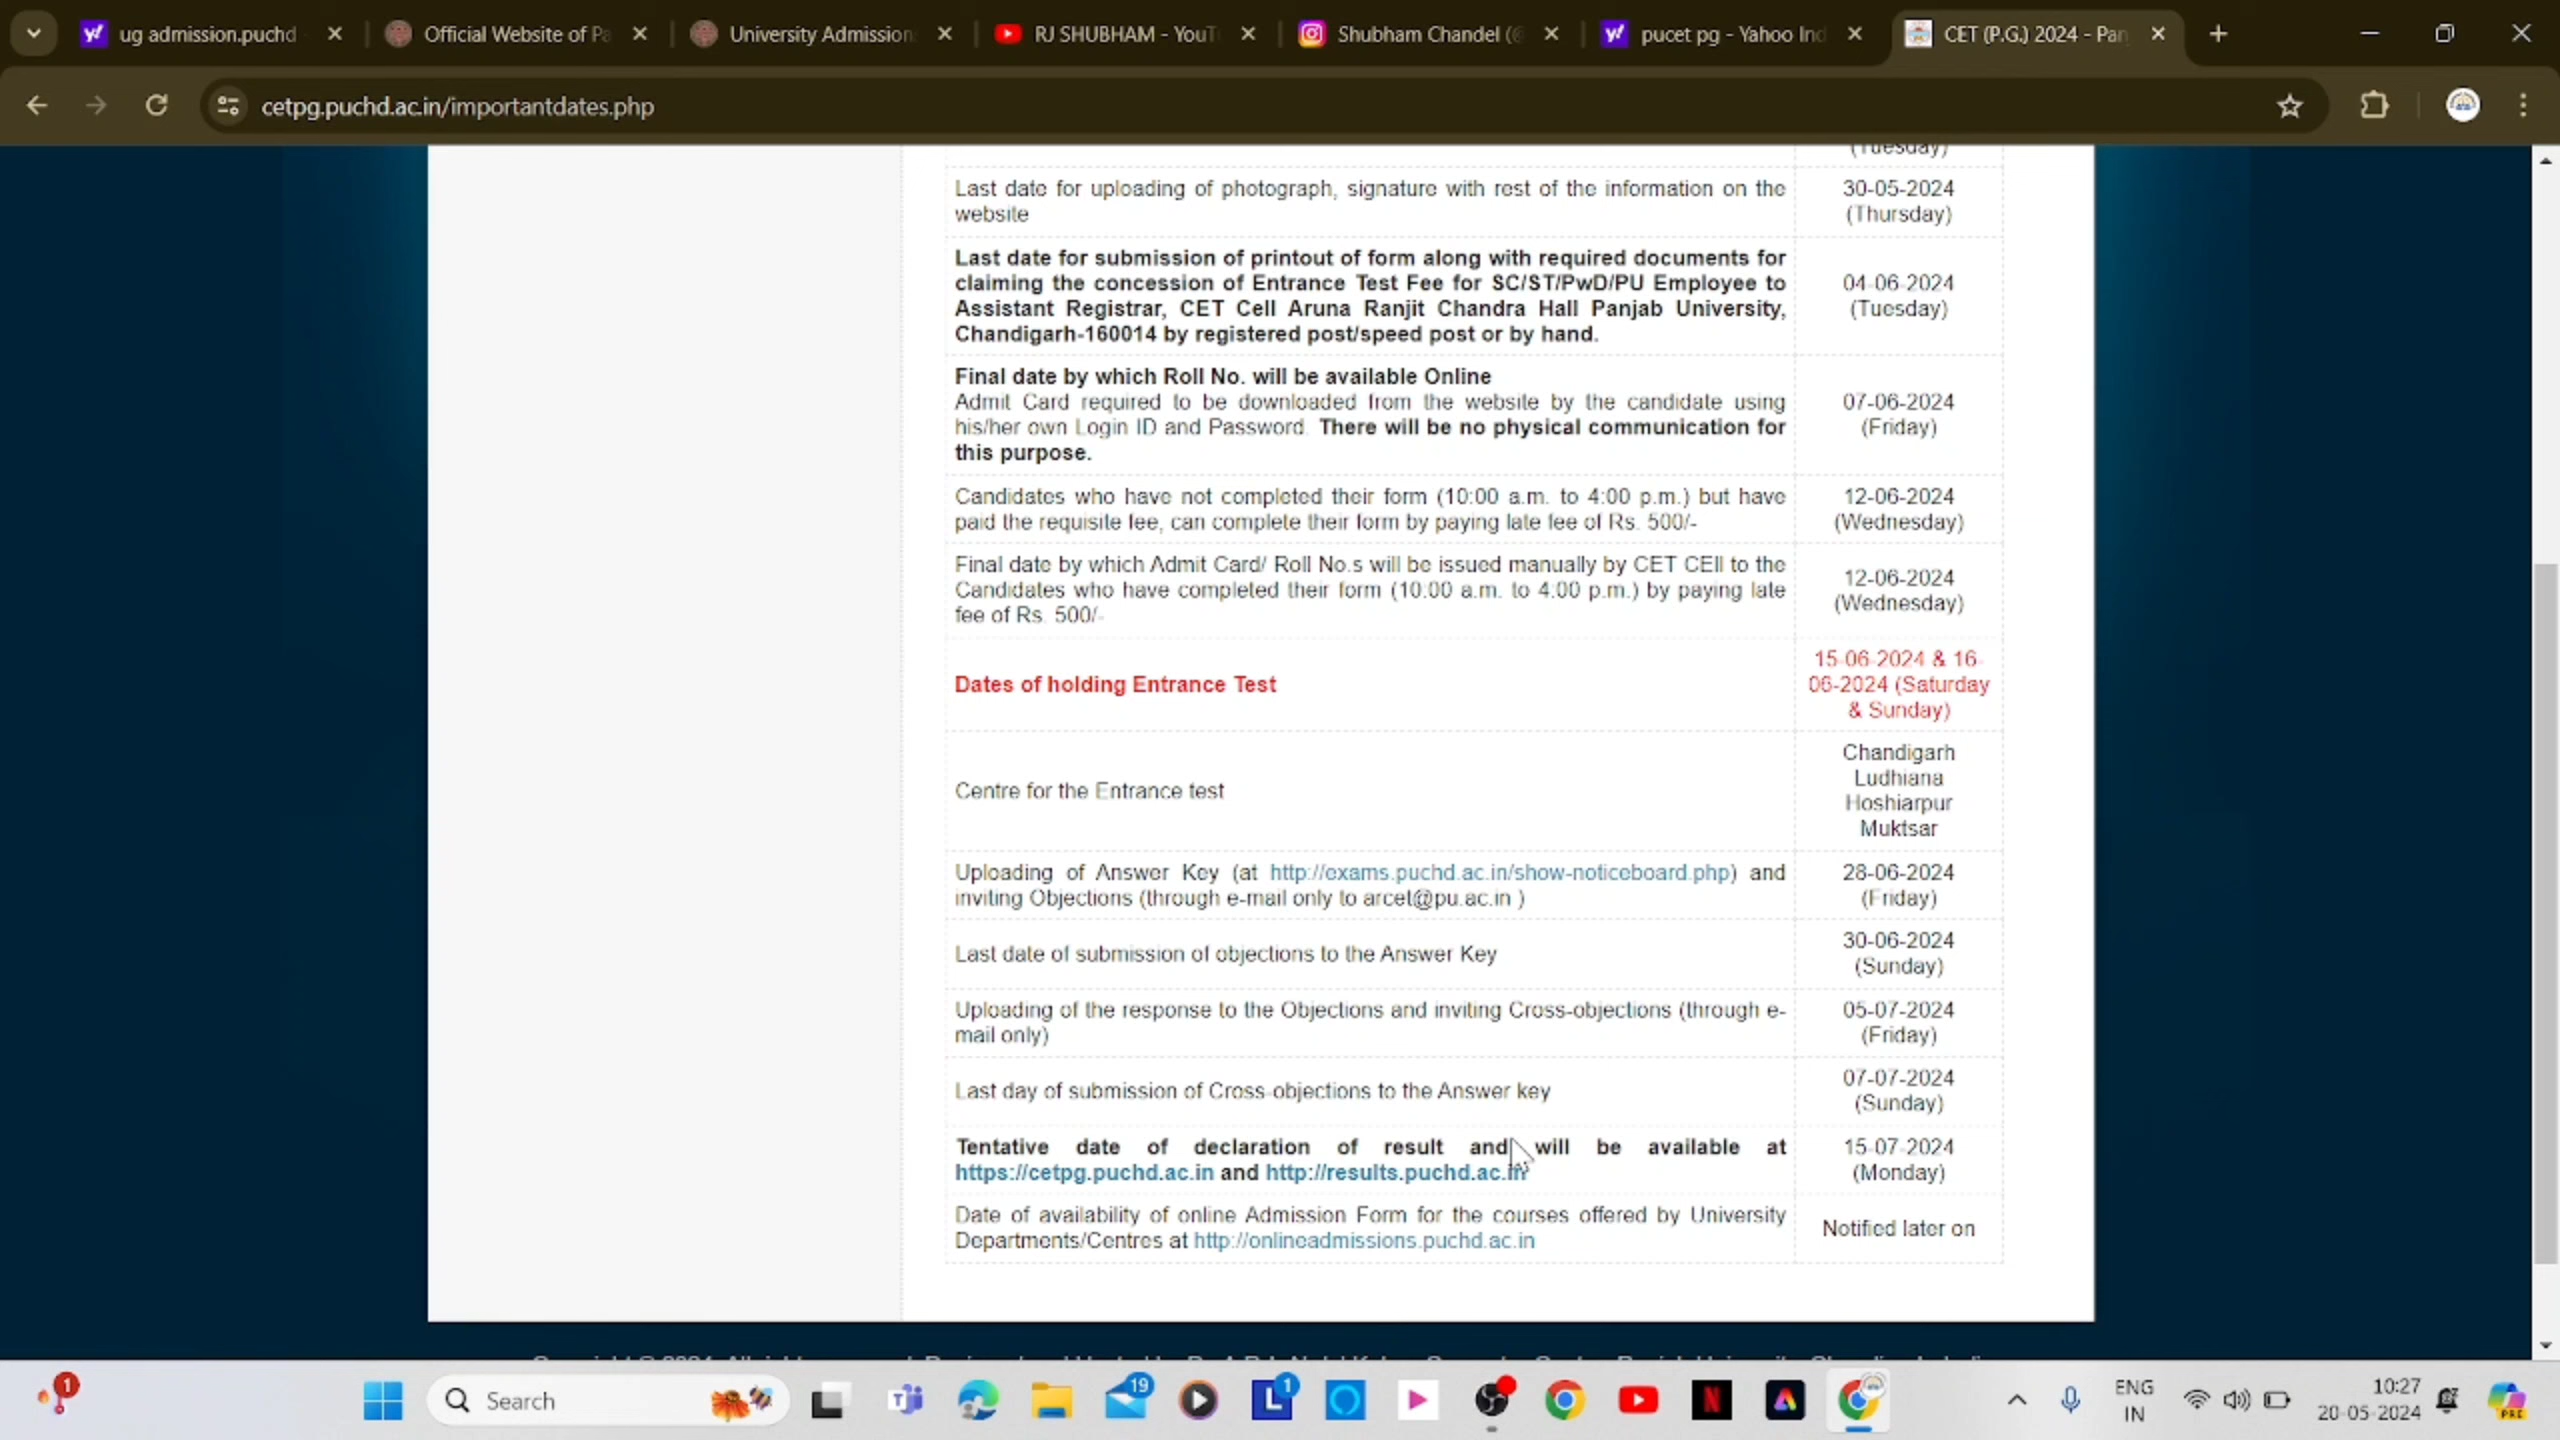 ug admission.puchd
Official Website of Pa
University Admission
RJ SHUBHAM - YouT
Shubham Chandel (@
pucet pg - Yahoo Ind
CET (P.G.) 2024 - Pan
cetpg.puchd.ac.in/importantdates.php
(Tuesday)
Last date for uploading of photograph, signature with rest of the information on the
website
30-05-2024
(Thursday)
Last date for submission of printout of form along with required documents for
claiming the concession of Entrance Test Fee for SC/ST/PwD/PU Employee to
Assistant Registrar, CET Cell Aruna Ranjit Chandra Hall Panjab University,
Chandigarh-160014 by registered post/speed post or by hand.
04-06-2024
(Tuesday)
Final date by which Roll No. will be available Online
Admit Card required to be downloaded from the website by the candidate using
his/her own Login ID and Password. There will be no physical communication for
this purpose.
07-06-2024
(Friday)
Candidates who have not completed their form (10:00 a.m. to 4:00 p.m.) but have
paid the requisite fee, can complete their form by paying late fee of Rs. 500/-
12-06-2024
(Wednesday)
Final date by which Admit Card/ Roll No.s will be issued manually by CET CEll to the
Candidates who have completed their form (10:00 a.m. to 4:00 p.m.) by paying late
fee of Rs. 500/-
12-06-2024
(Wednesday)
Dates of holding Entrance Test
15-06-2024 & 16-
06-2024 (Saturday
& Sunday)
Centre for the Entrance test
Chandigarh
Ludhiana
Hoshiarpur
Muktsar
Uploading of Answer Key (at http://exams.puchd.ac.in/show-noticeboard.php) and
inviting Objections (through e-mail only to arcet@pu.ac.in )
28-06-2024
(Friday)
Last date of submission of objections to the Answer Key
30-06-2024
(Sunday)
Uploading of the response to the Objections and inviting Cross-objections (through e-
mail only)
05-07-2024
(Friday)
Last day of submission of Cross-objections to the Answer key
07-07-2024
(Sunday)
Tentative date of declaration of result and will be available at
https://cetpg.puchd.ac.in and http://results.puchd.ac.in
15-07-2024
(Monday)
Date of availability of online Admission Form for the courses offered by University
Departments/Centres at http://onlineadmissions.puchd.ac.in
Notified later on
1
Search
19
1
ENG
IN
10:27
20-05-2024
PRE